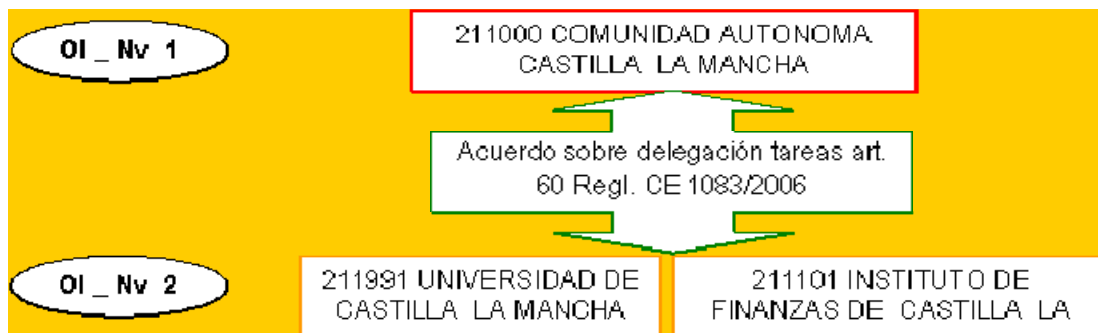 OI _ Nv 1
211000 COMUNIDAD AUTONOMA
CASTILLA LA MANCHA
Acuerdo sobre delegación tareas art.
60 Regl. CE 1083/2006
OI _ Nv 2
211991 UNIVERSIDAD DE
CASTILLA LA MANCHA
211101 INSTITUTO DE
FINANZAS DE CASTILLA LA